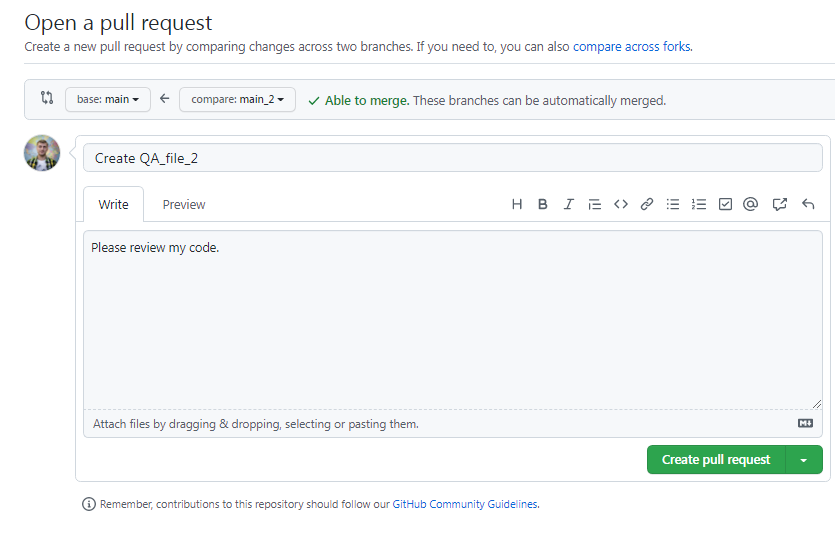 Open a pull request
Create a new pull request by comparing changes across two branches. If you need to, you can also compare across forks.
base: main ← compare: main_2 ✓ Able to merge. These branches can be automatically merged.
Create QA_file_2
Write Preview H B I <> @
Please review my code.
Attach files by dragging & dropping, selecting or pasting them. M↓
Create pull request
Remember, contributions to this repository should follow our GitHub Community Guidelines.